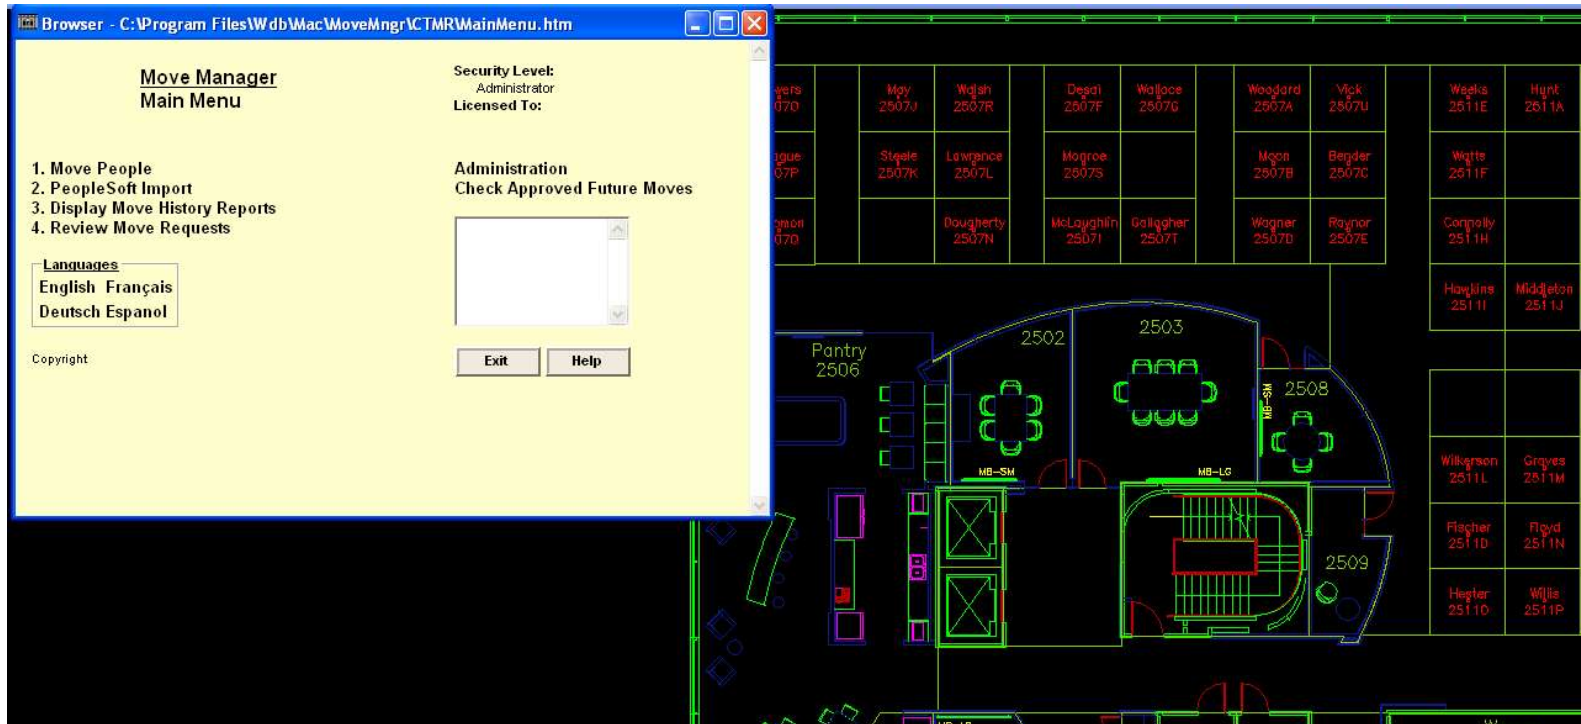 Browser - C:\Program Files\Wdb\Mac\MoveMngr\CTMR\MainMenu.htm
Move Manager
Main Menu
Security Level:
Administrator
Licensed To:
1. Move People
2. PeopleSoft Import
3. Display Move History Reports
4. Review Move Requests
Administration
Check Approved Future Moves
Languages
English Français
Deutsch Espanol
Copyright
Exit Help
May Walsh Desai Wallace Woodard Vick Weeks Hunt
2507J 2507R 2507F 2507G 2507A 2507U 2511E 2511A
Steele Lawrence Monroe Moon Bender Watts
2507K 2507L 2507S 2507B 2507C 2511F
Dougherty McLaughlin Gallagher Wagner Raynor Connolly
2507N 2507I 2507T 2507D 2507E 2511H
Hawkins Middleton
2511I 2511J
2502 2503
Pantry
2506
2508
MB-SM
MB-SM MB-LG
Wilkerson Graves
2511L 2511M
Fischer Floyd
2511D 2511N
2509
Hester Willis
2511O 2511P